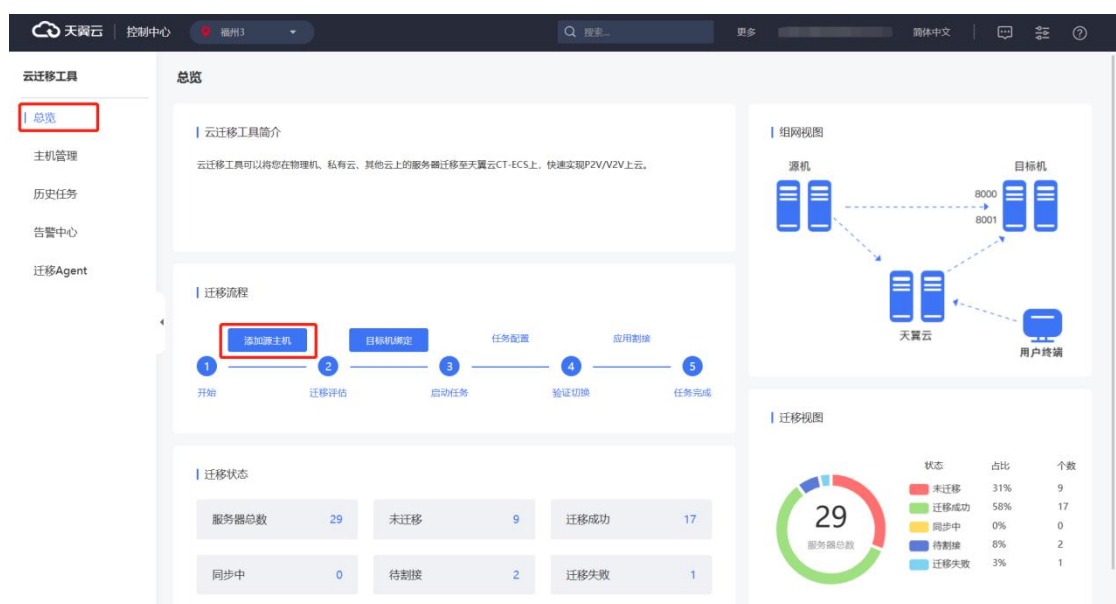 天翼云 控制中心 福州3 搜索... 更多 简体中文
云迁移工具
总览
主机管理
历史任务
告警中心
迁移Agent
总览
云迁移工具简介
云迁移工具可以将您在物理机、私有云、其他云上的服务器迁移至天翼云CT-ECS上，快速实现P2V/V2V上云。
迁移流程
添加源主机 目标机绑定 任务配置 应用割接
1 2 3 4 5
开始 迁移评估 启动任务 验证切换 任务完成
迁移状态
服务器总数 29 未迁移 9 迁移成功 17
同步中 0 待割接 2 迁移失败 1
组网视图
源机 目标机
8000
8001
天翼云
用户终端
迁移视图
29
服务器总数
状态 占比 个数
未迁移 31% 9
迁移成功 58% 17
同步中 0% 0
待割接 8% 2
迁移失败 3% 1